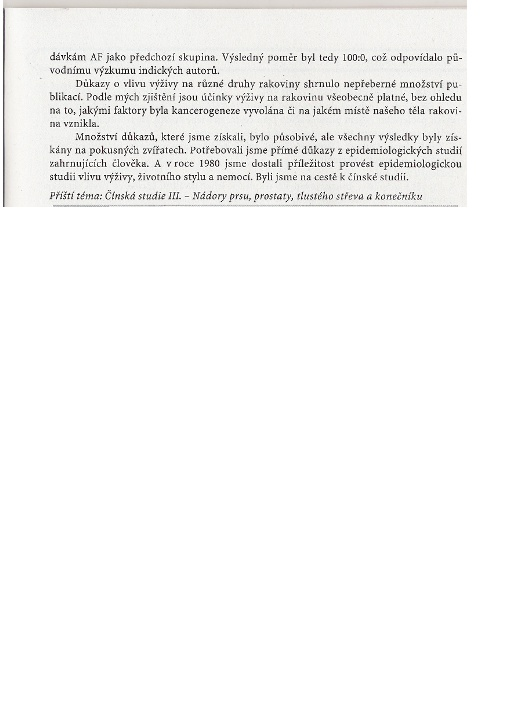 dávkám AF jako předchozí skupina. Výsledný poměr byl tedy 100:0, což odpovídalo pů-
vodnímu výzkumu indických autorů.
Důkazy o vlivu výživy na různé druhy rakoviny shrnulo nepřeberné množství pu-
blikací. Podle mých zjištění jsou účinky výživy na rakovinu všeobecně platné, bez ohledu
na to, jakými faktory byla kancerogeneze vyvolána či na jakém místě našeho těla rakovi-
na vznikla.
Množství důkazů, které jsme získali, bylo působivé, ale všechny výsledky byly zís-
kány na pokusných zvířatech. Potřebovali jsme přímé důkazy z epidemiologických studií
zahrnujících člověka. A v roce 1980 jsme dostali příležitost provést epidemiologickou
studii vlivu výživy, životního stylu a nemocí. Byli jsme na cestě k čínské studii.
Příští téma: Čínská studie III. – Nádory prsu, prostaty, tlustého střeva a konečníku